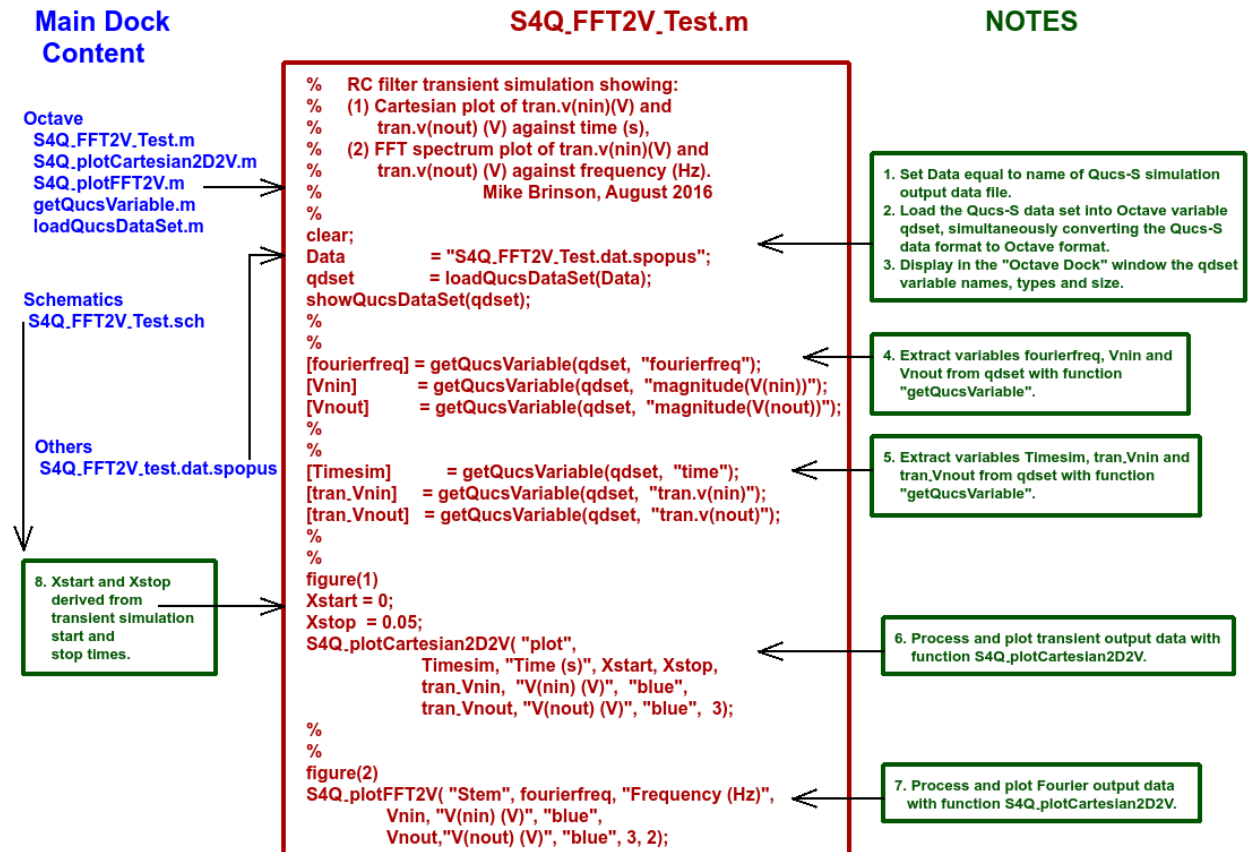 Main Dock
Content
S4Q_FFT2V_Test.m
NOTES
Octave
S4Q_FFT2V_Test.m
S4Q_plotCartesian2D2V.m
S4Q_plotFFT2V.m
getQucsVariable.m
loadQucsDataSet.m
Schematics
S4Q_FFT2V_Test.sch
Others
S4Q_FFT2V_test.dat.spopus
8. Xstart and Xstop
derived from
transient simulation
start and
stop times.
% RC filter transient simulation showing:
% (1) Cartesian plot of tran.v(nin)(V) and
% tran.v(nout) (V) against time (s),
% (2) FFT spectrum plot of tran.v(nin)(V) and
% tran.v(nout) (V) against frequency (Hz).
% Mike Brinson, August 2016
%
clear;
Data = "S4Q_FFT2V_Test.dat.spopus";
qdset = loadQucsDataSet(Data);
showQucsDataSet(qdset);
%
%
[fourierfreq] = getQucsVariable(qdset, "fourierfreq");
[Vnin] = getQucsVariable(qdset, "magnitude(V(nin))");
[Vnout] = getQucsVariable(qdset, "magnitude(V(nout))");
%
%
[Timesim] = getQucsVariable(qdset, "time");
[tran_Vnin] = getQucsVariable(qdset, "tran.v(nin)");
[tran_Vnout] = getQucsVariable(qdset, "tran.v(nout)");
%
%
figure(1)
Xstart = 0;
Xstop = 0.05;
S4Q_plotCartesian2D2V( "plot",
Timesim, "Time (s)", Xstart, Xstop,
tran_Vnin, "V(nin) (V)", "blue",
tran_Vnout, "V(nout) (V)", "blue", 3);
%
%
figure(2)
S4Q_plotFFT2V( "Stem", fourierfreq, "Frequency (Hz)",
Vnin, "V(nin) (V)", "blue",
Vnout,"V(nout) (V)", "blue", 3, 2);
1. Set Data equal to name of Qucs-S simulation
output data file.
2. Load the Qucs-S data set into Octave variable
qdset, simultaneously converting the Qucs-S
data format to Octave format.
3. Display in the "Octave Dock" window the qdset
variable names, types and size.
4. Extract variables fourierfreq, Vnin and
Vnout from qdset with function
"getQucsVariable".
5. Extract variables Timesim, tran_Vnin and
tran_Vnout from qdset with function
"getQucsVariable".
6. Process and plot transient output data with
function S4Q_plotCartesian2D2V.
7. Process and plot Fourier output data
with function S4Q_plotCartesian2D2V.